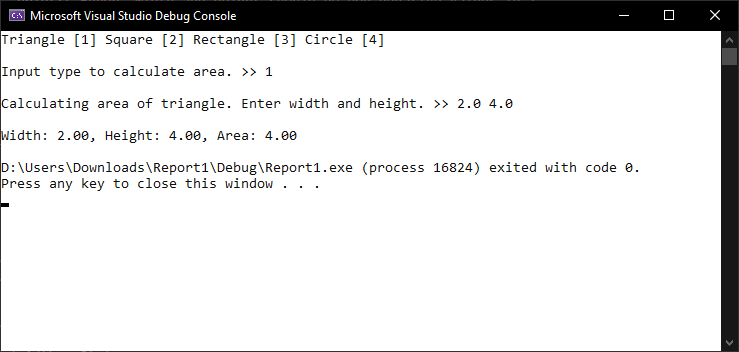 Microsoft Visual Studio Debug Console
Triangle [1] Square [2] Rectangle [3] Circle [4]
Input type to calculate area. >> 1
Calculating area of triangle. Enter width and height. >> 2.0 4.0
Width: 2.00, Height: 4.00, Area: 4.00
D:\Users\Downloads\Report1\Debug\Report1.exe (process 16824) exited with code 0.
Press any key to close this window . . .